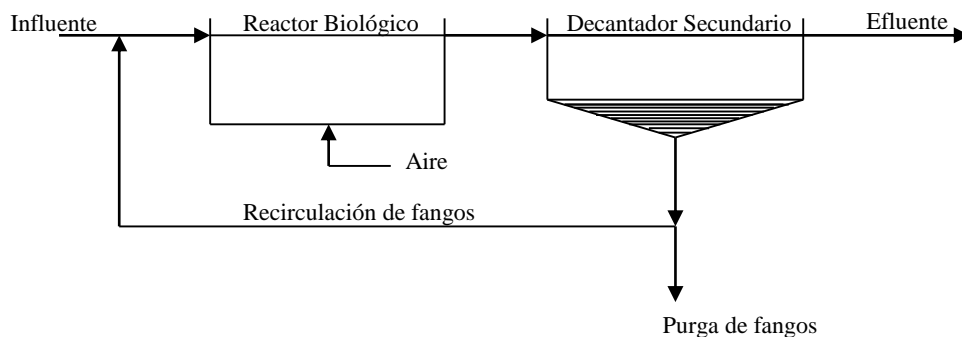 Influente
Reactor Biológico
Decantador Secundario
Efluente
Aire
Recirculación de fangos
Purga de fangos